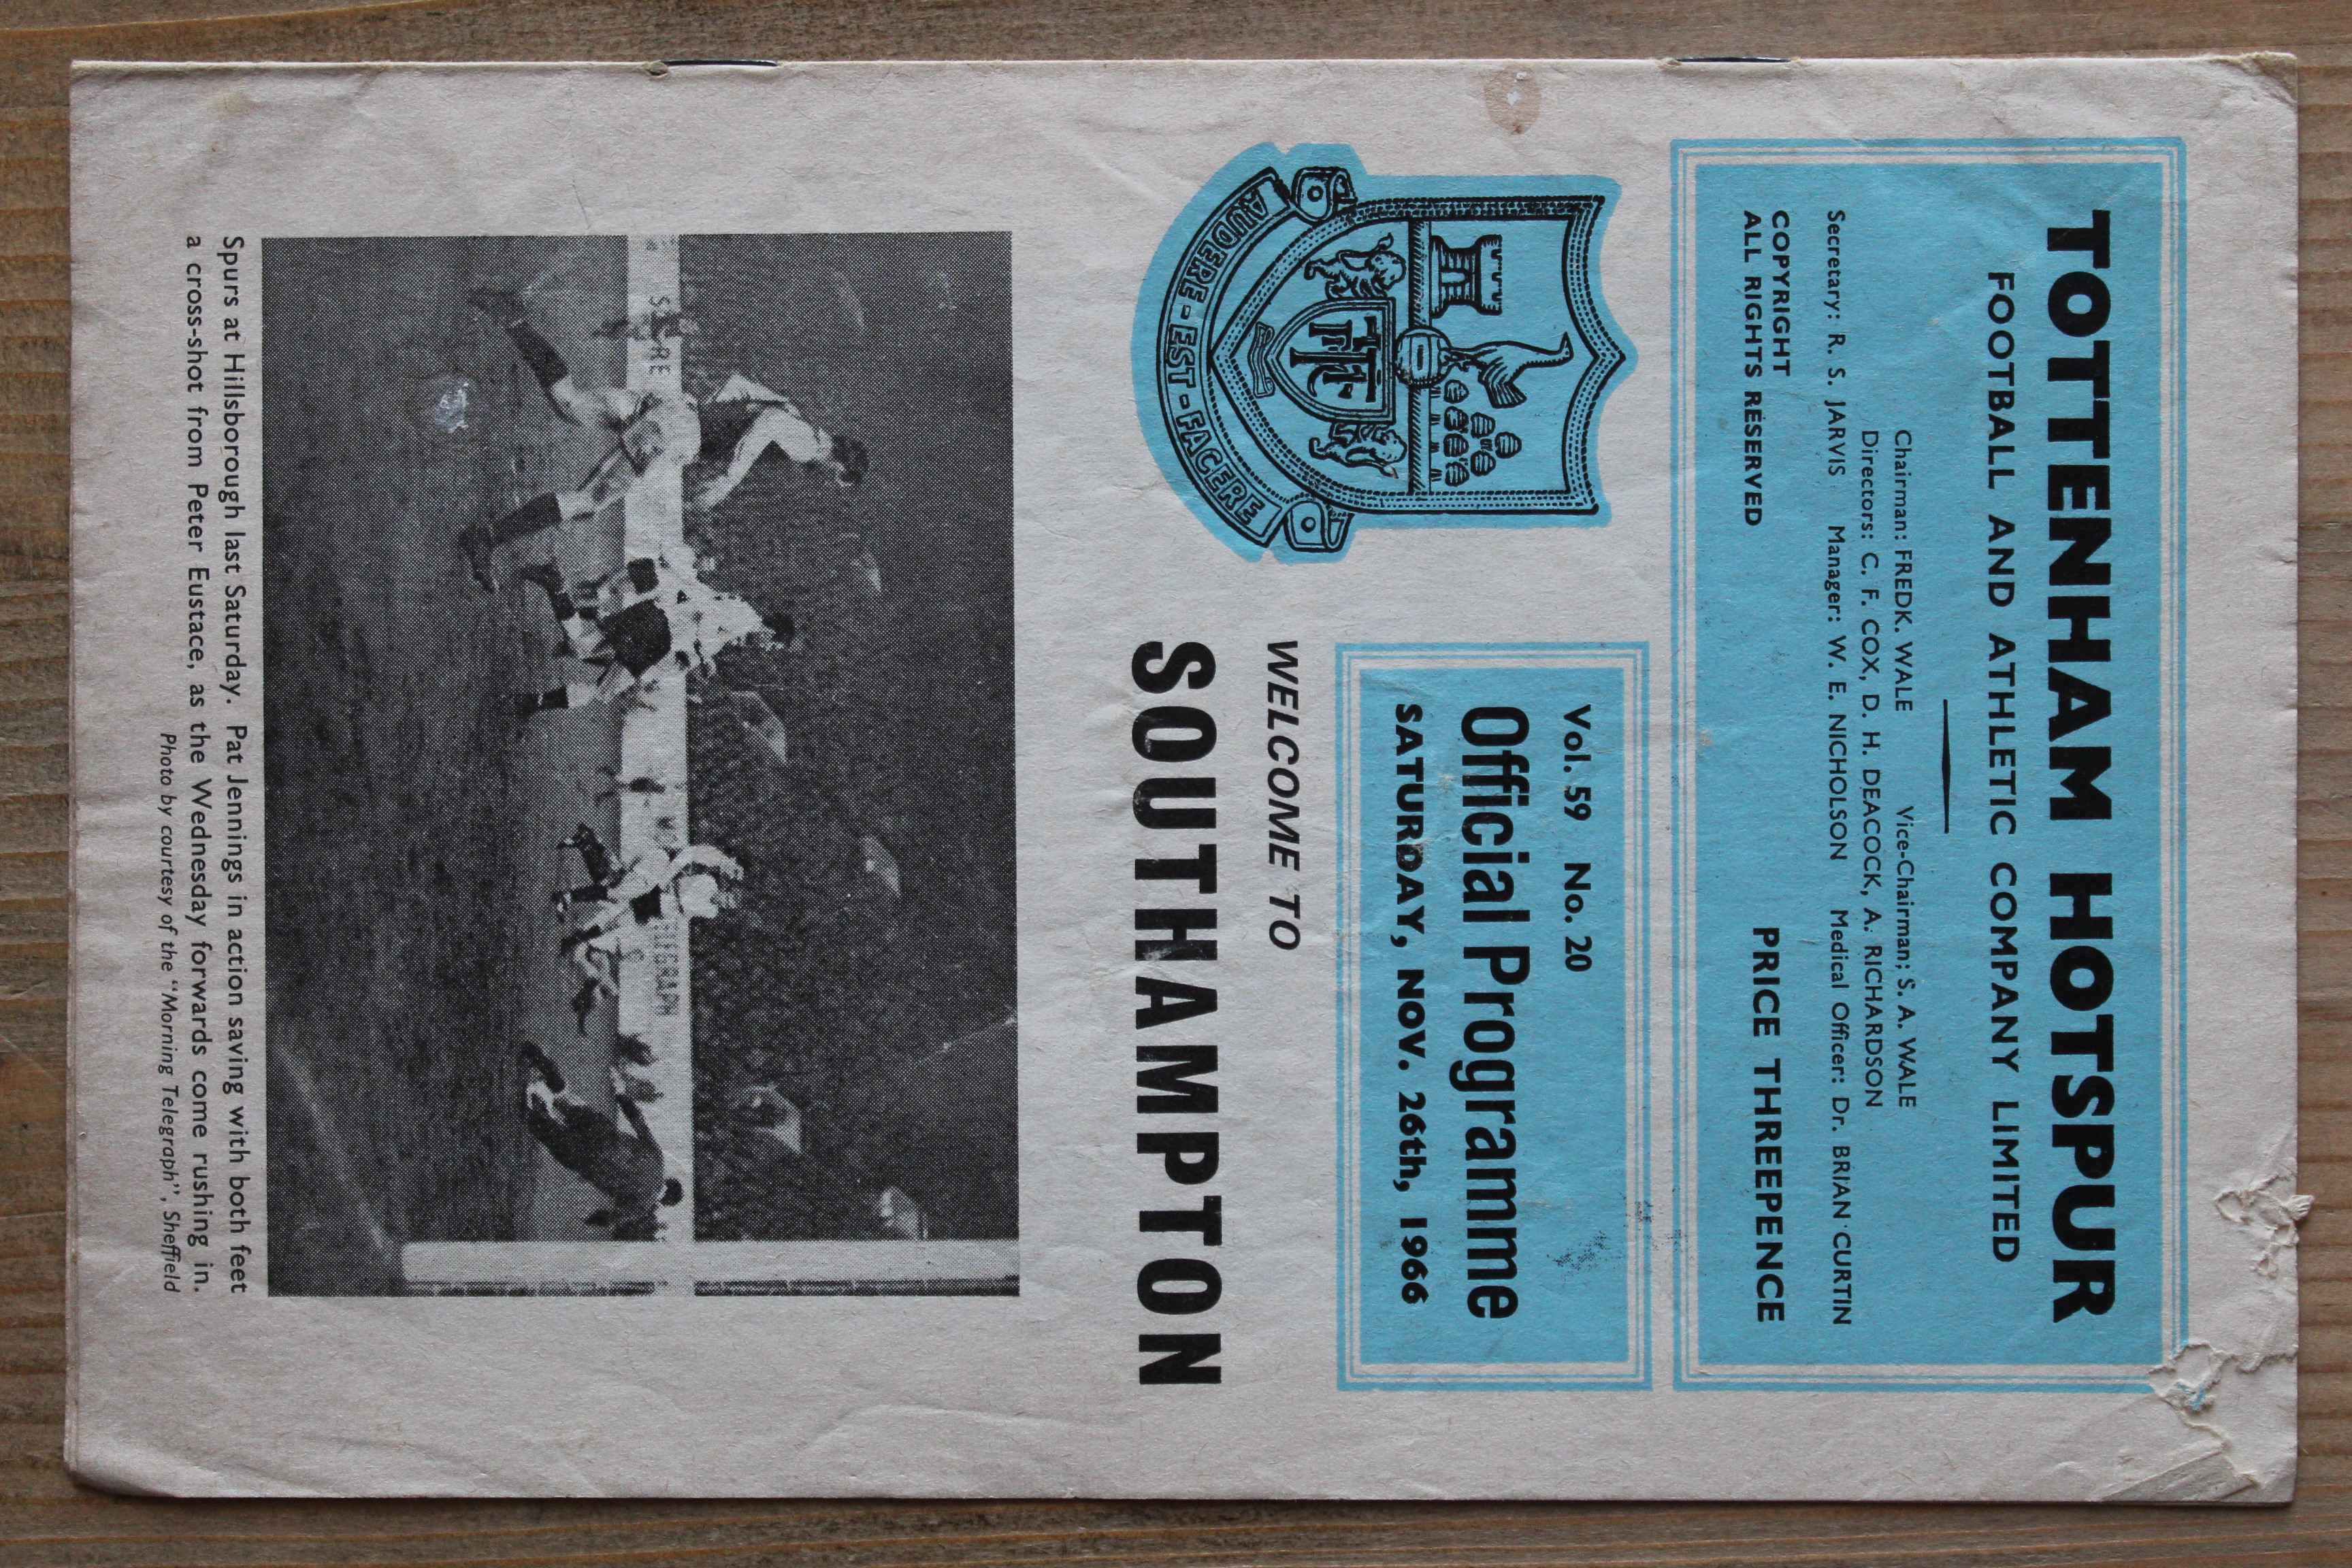 TOTTENHAM HOTSPUR
FOOTBALL AND ATHLETIC COMPANY LIMITED
Chairman: FREDK. WALE Vice-Chairman: S. A. WALE
Directors: C. F. COX, D. H. DEACOCK, A. RICHARDSON
Secretary: R. S. JARVIS Manager: W. E. NICHOLSON Medical Officer: Dr. BRIAN CURTIN
COPYRIGHT
ALL RIGHTS RESERVED
PRICE THREEPENCE
AUDERE - EST - FACERE
Vol. 59 No. 20
Official Programme
SATURDAY, NOV. 26th, 1966
WELCOME TO
SOUTHAMPTON
Spurs at Hillsborough last Saturday. Pat Jennings in action saving with both feet
a cross-shot from Peter Eustace, as the Wednesday forwards come rushing in.
Photo by courtesy of the "Morning Telegraph", Sheffield